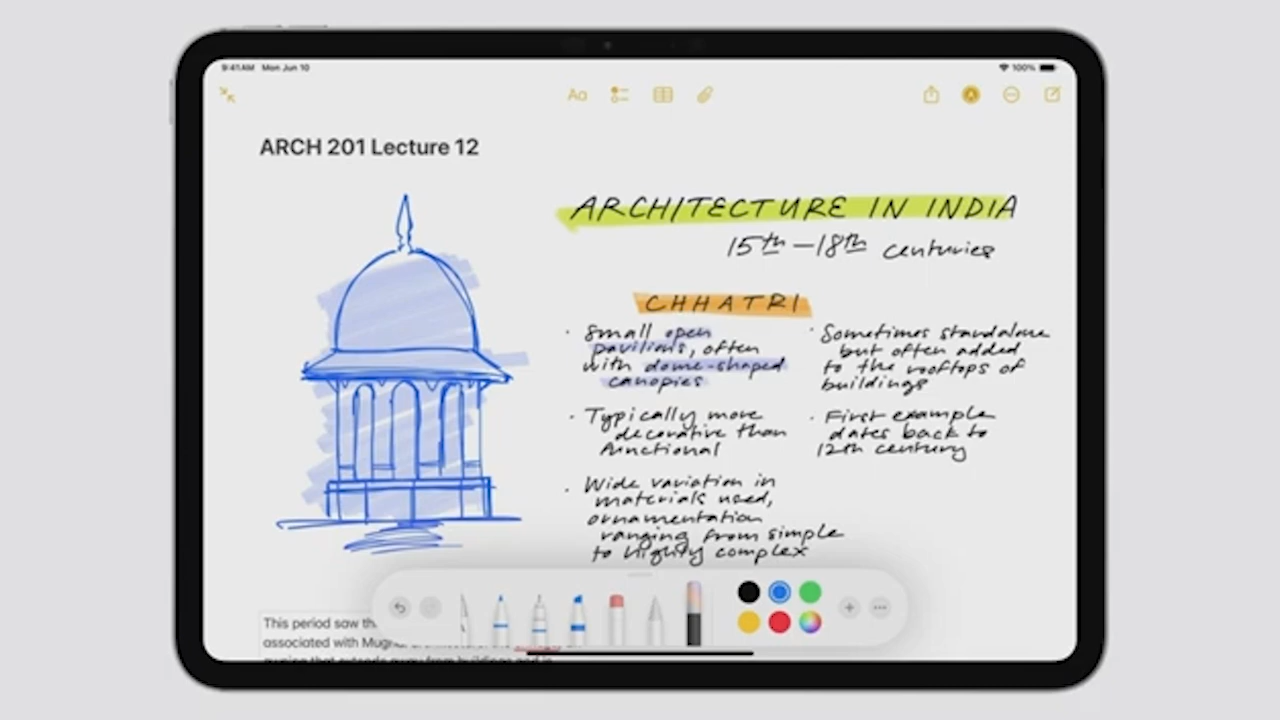 9:41 AM Mon Jun 10
100%
Aa
ARCH 201 Lecture 12
ARCHITECTURE IN INDIA
15th – 18th centuries
CHHATRI
· Small open
pavilions, often
with dome-shaped
canopies
· Typically more
decorative than
functional
· Wide variation in
materials used,
ornamentation
ranging from simple
to highly complex
· Sometimes standalone
but often added
to the rooftops of
buildings
· First example
dates back to
12th century
This period saw
associated with